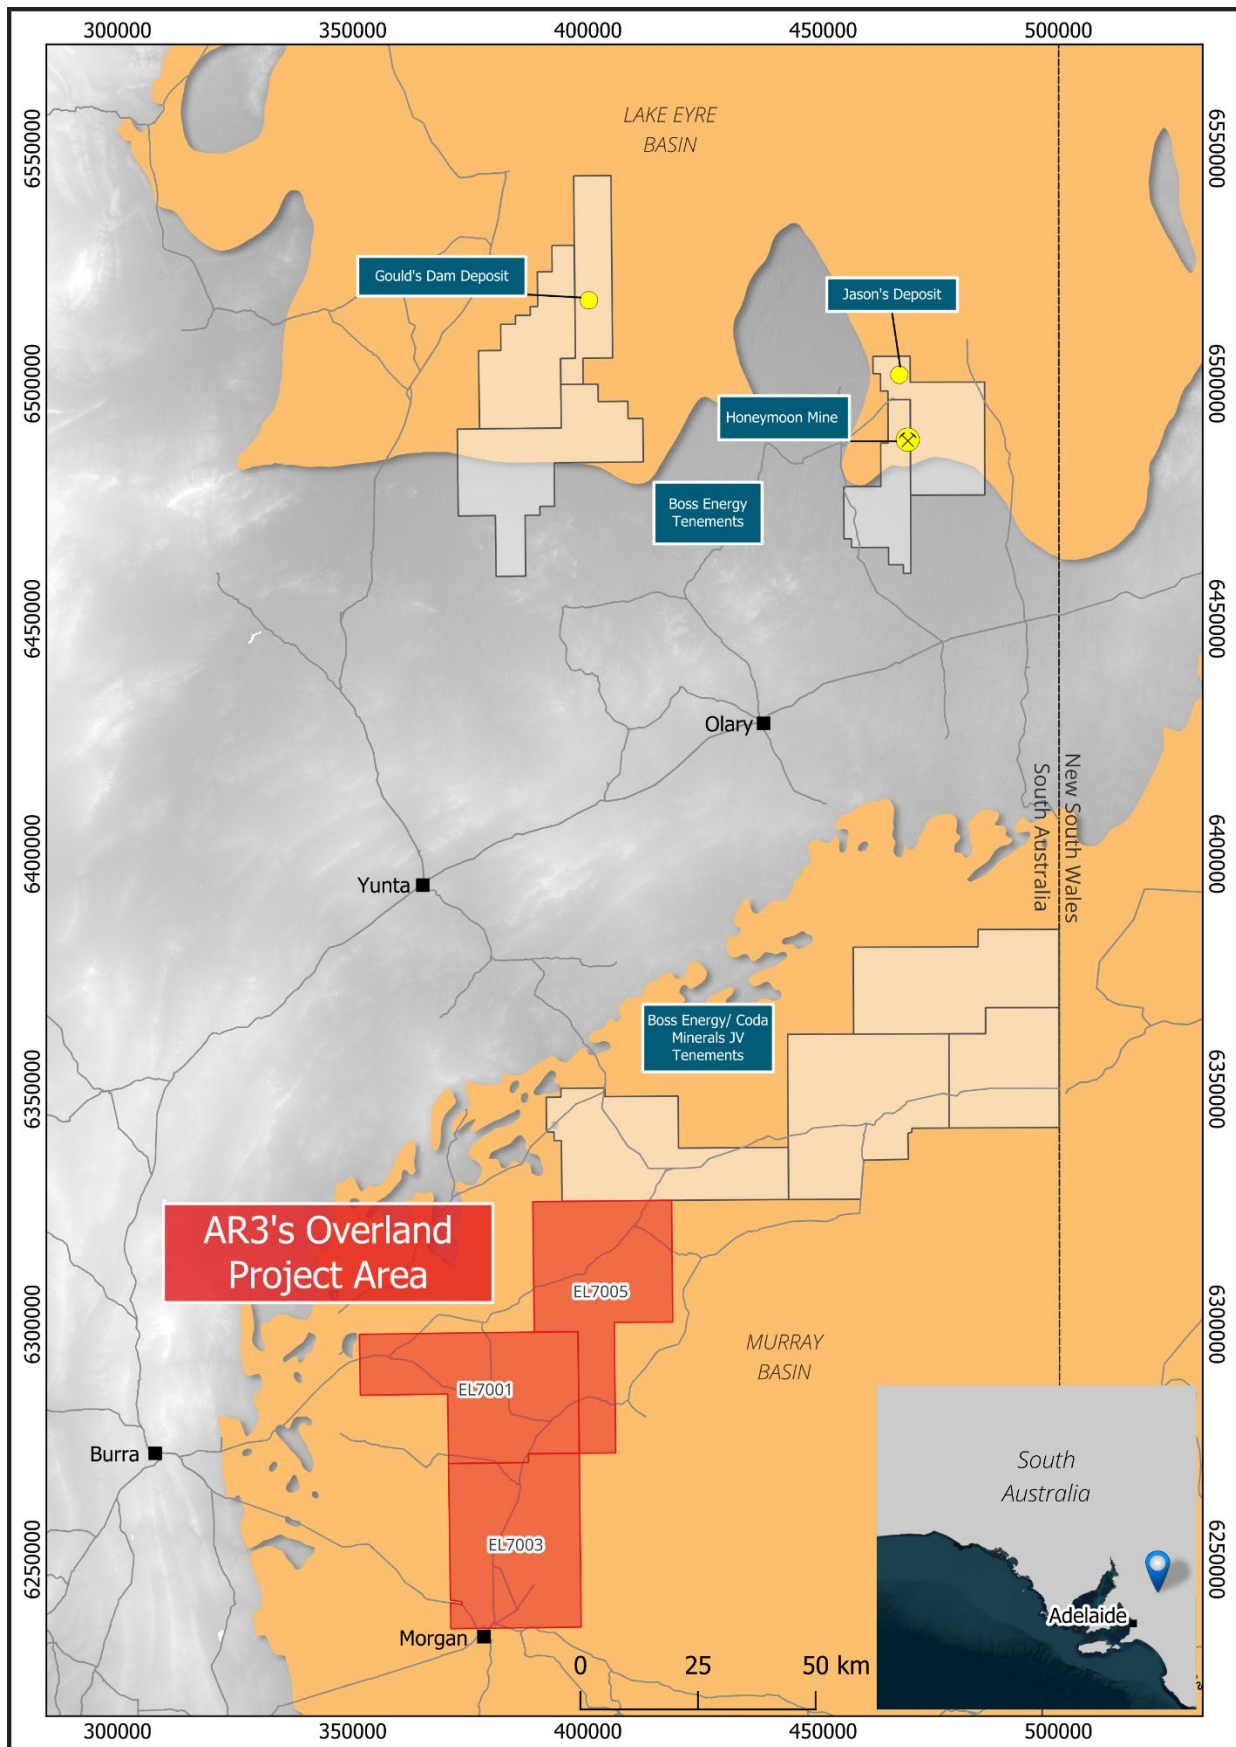 300000 350000 400000 450000 500000
LAKE EYRE
BASIN
6550000
6550000
Gould's Dam Deposit
Jason's Deposit
6500000
6500000
Honeymoon Mine
Boss Energy
Tenements
6450000
6450000
Olary
New South Wales
South Australia
6400000
6400000
Yunta
Boss Energy/ Coda
Minerals JV
Tenements
6350000
6350000
AR3's Overland
Project Area
EL7005
6300000
6300000
MURRAY
BASIN
EL7001
Burra
South
Australia
EL7003
6250000
6250000
Adelaide
Morgan
0 25 50 km
300000 350000 400000 450000 500000